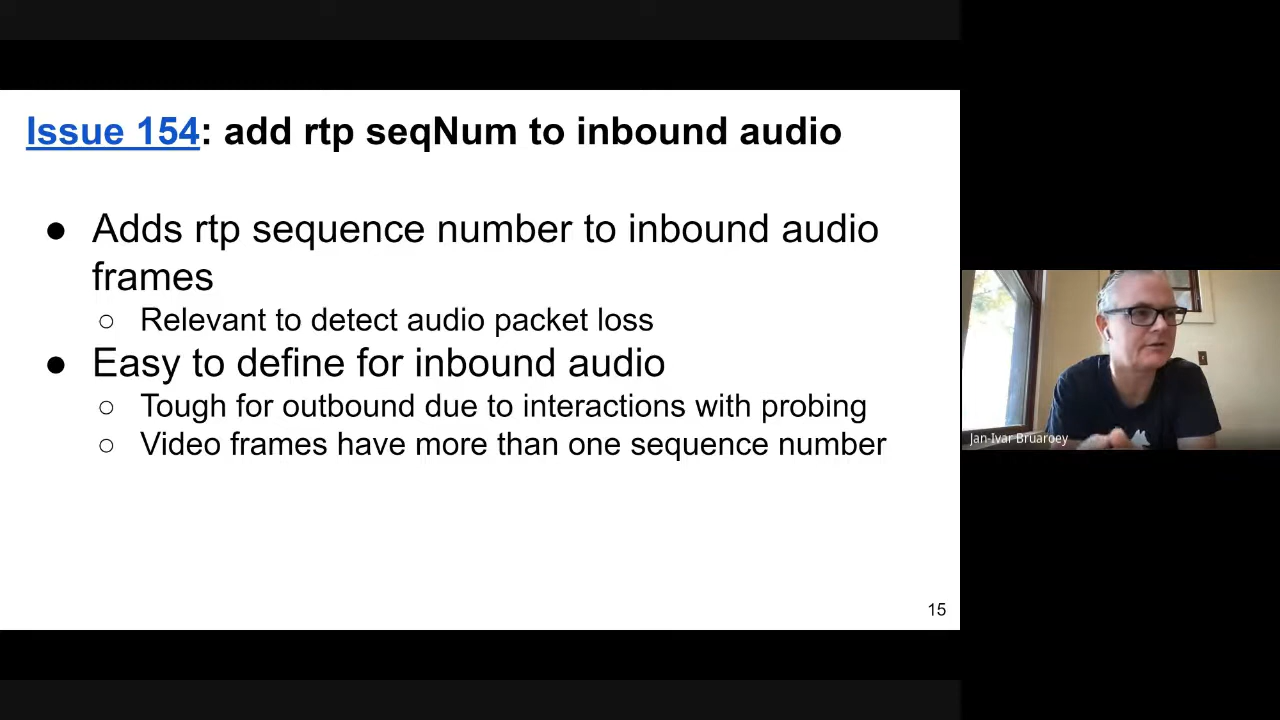 Issue 154: add rtp seqNum to inbound audio
● Adds rtp sequence number to inbound audio
frames
○ Relevant to detect audio packet loss
● Easy to define for inbound audio
○ Tough for outbound due to interactions with probing
○ Video frames have more than one sequence number
Jan-Ivar Bruaroey
15